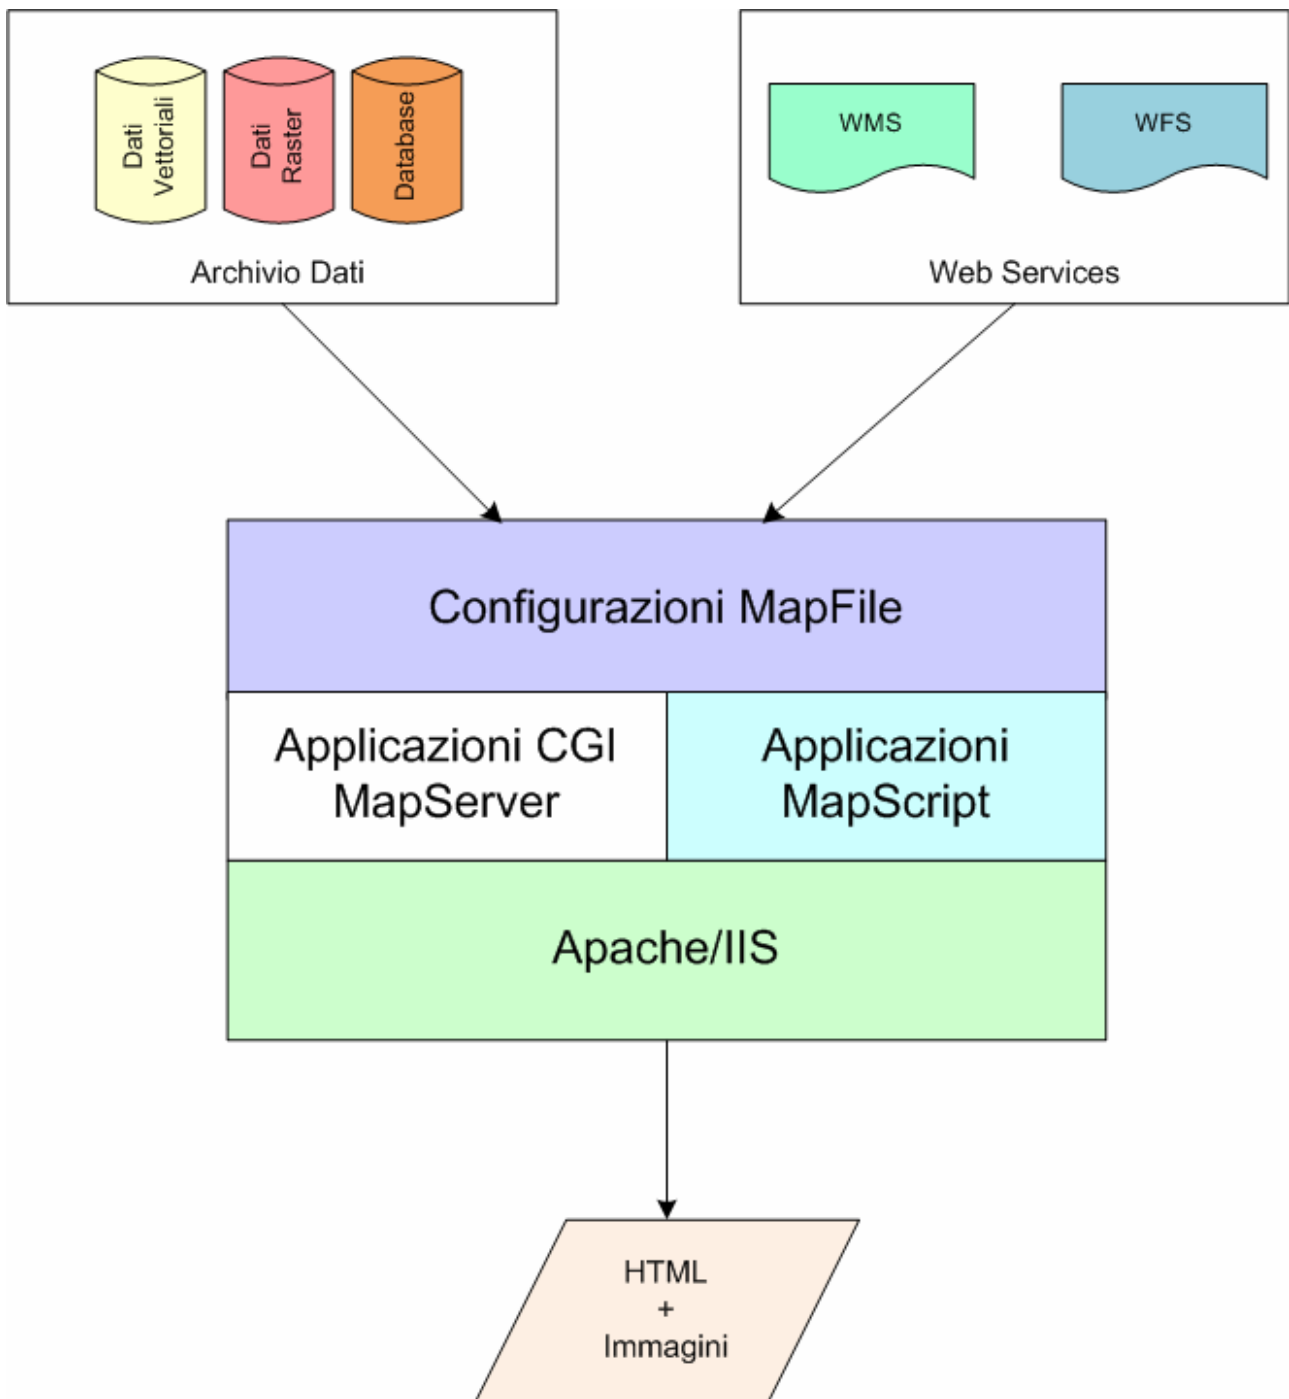 Dati
Vettoriali
Dati
Raster
Database
Archivio Dati
WMS
WFS
Web Services
Configurazioni MapFile
Applicazioni CGI
MapServer
Applicazioni
MapScript
Apache/IIS
HTML
+
Immagini